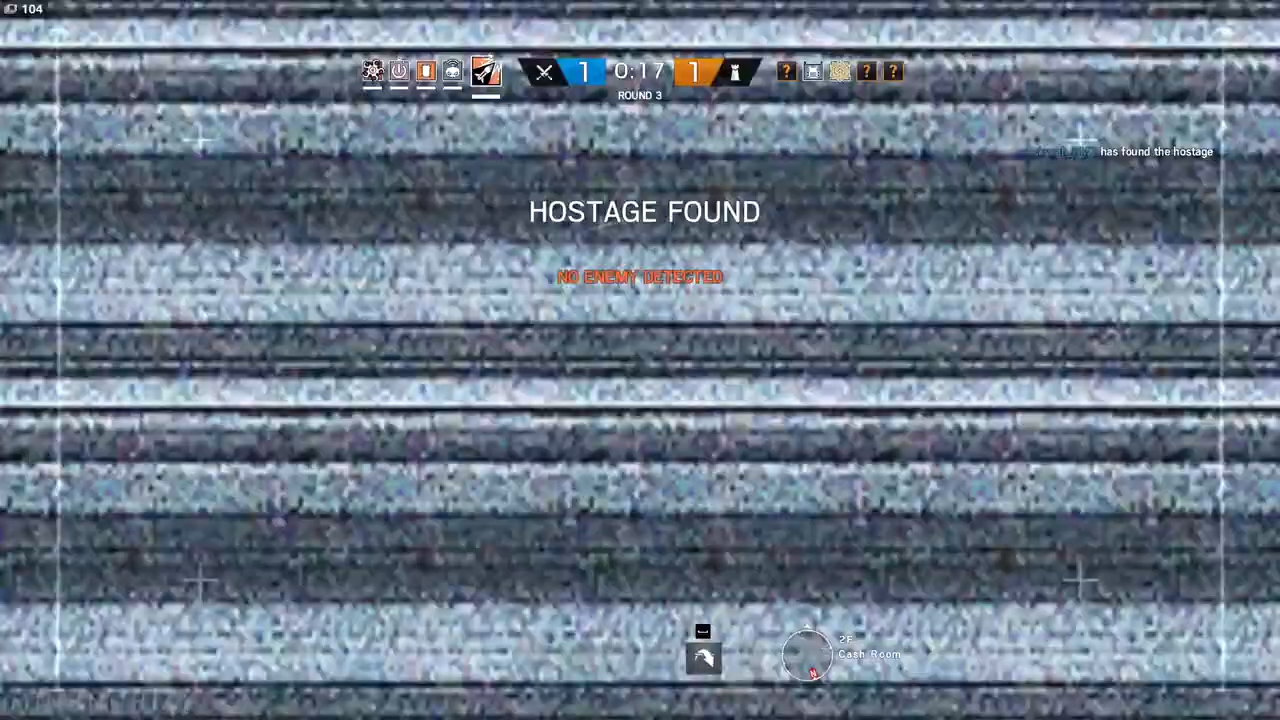 104
1 0:17 1
? ? ?
ROUND 3
has found the hostage
HOSTAGE FOUND
NO ENEMY DETECTED
2F
Cash Room
N